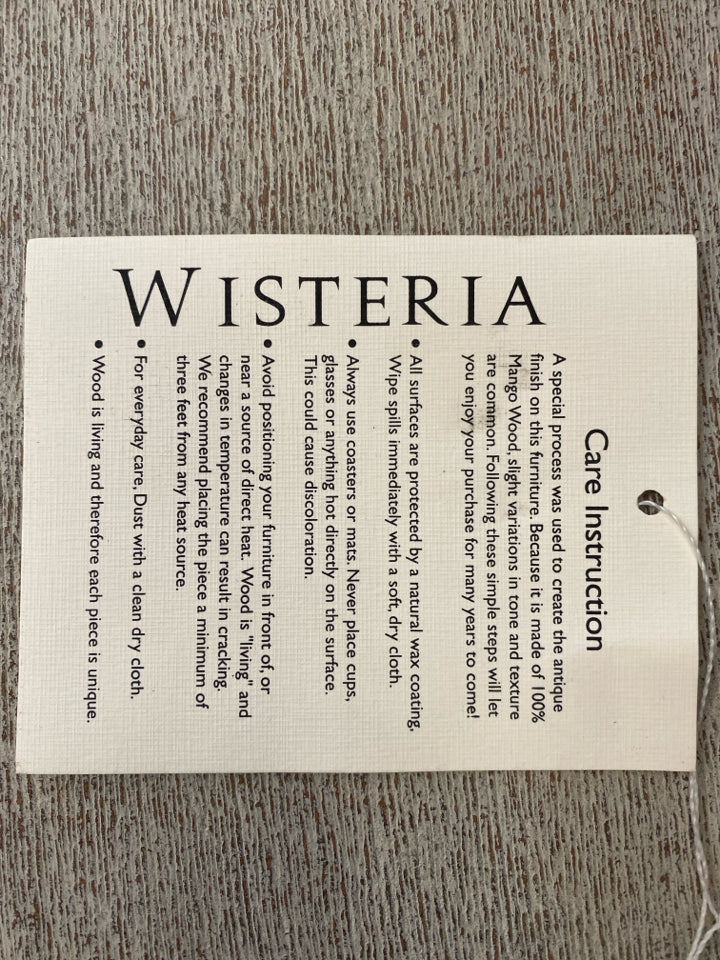 Care Instruction
A special process was used to create the antique
finish on this furniture. Because it is made of 100%
Mango Wood, slight variations in tone and texture
are common. Following these simple steps will let
you enjoy your purchase for many years to come!
• All surfaces are protected by a natural wax coating.
Wipe spills immediately with a soft, dry cloth.
• Always use coasters or mats. Never place cups,
glasses or anything hot directly on the surface.
This could cause discoloration.
• Avoid positioning your furniture in front of, or
near a source of direct heat. Wood is "living" and
changes in temperature can result in cracking.
We recommend placing the piece a minimum of
three feet from any heat source.
• For everyday care, Dust with a clean dry cloth.
• Wood is living and therefore each piece is unique.
WISTERIA